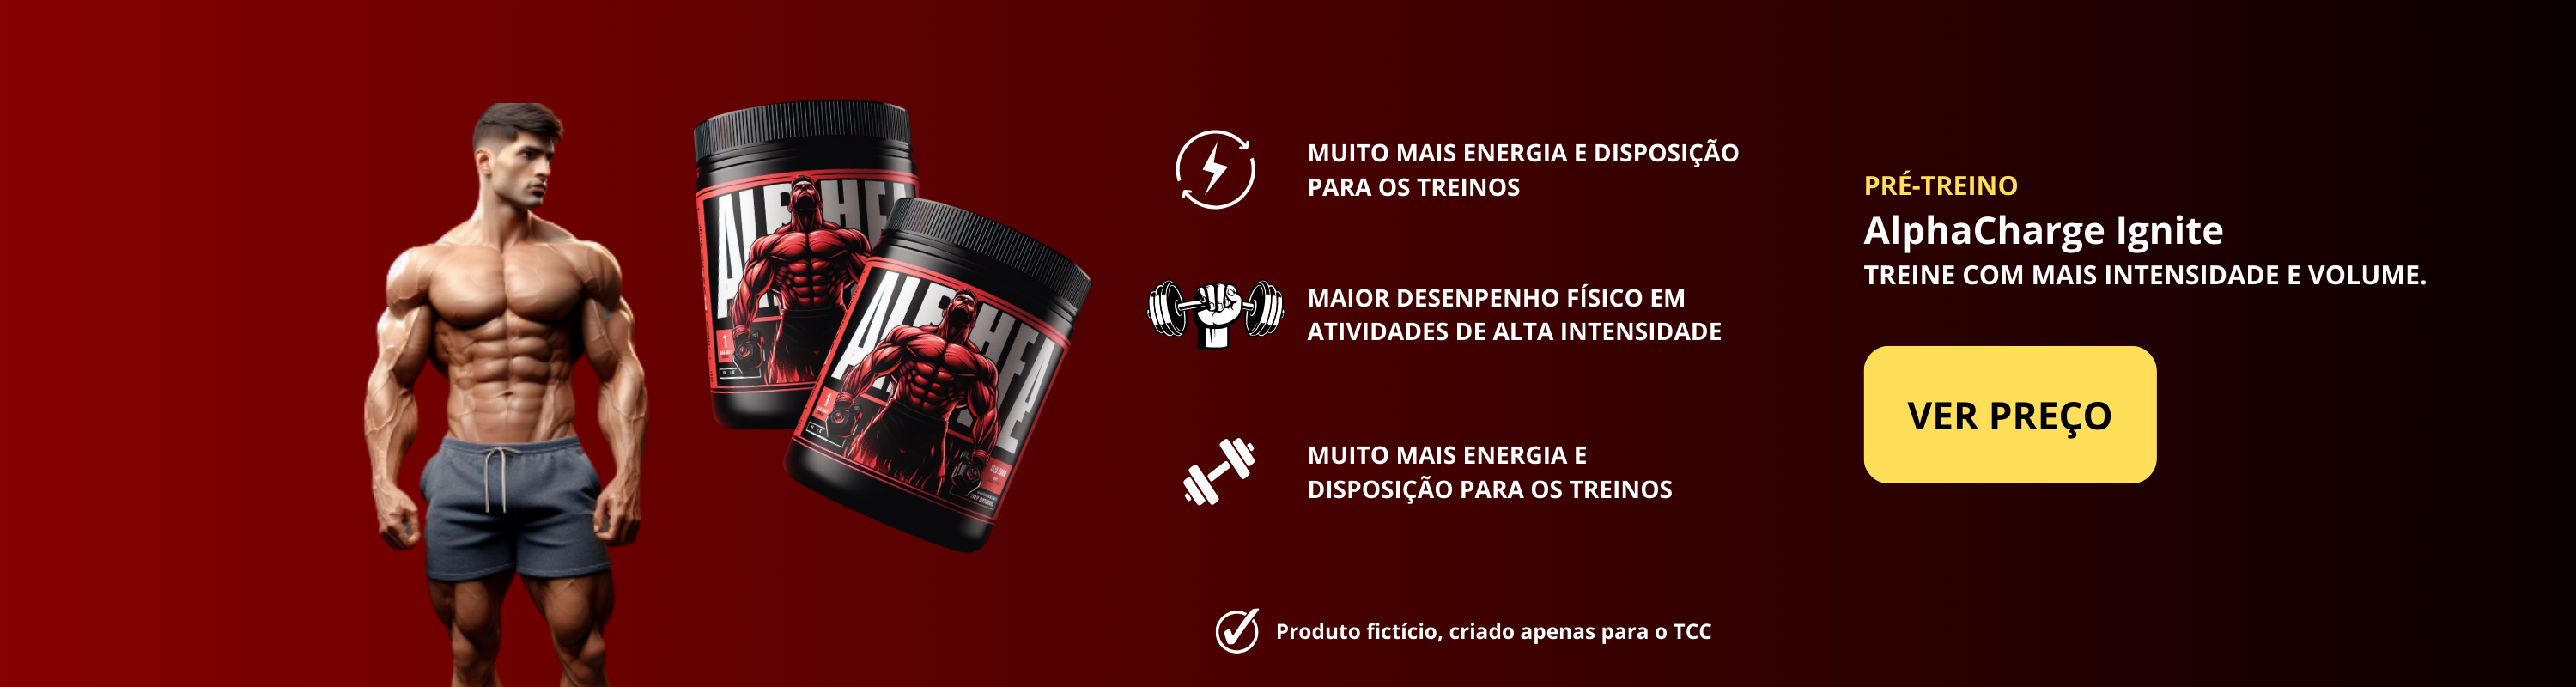 MUITO MAIS ENERGIA E DISPOSIÇÃO
PARA OS TREINOS
MAIOR DESENPENHO FÍSICO EM
ATIVIDADES DE ALTA INTENSIDADE
MUITO MAIS ENERGIA E
DISPOSIÇÃO PARA OS TREINOS
Produto fictício, criado apenas para o TCC
PRÉ-TREINO
AlphaCharge Ignite
TREINE COM MAIS INTENSIDADE E VOLUME.
VER PREÇO